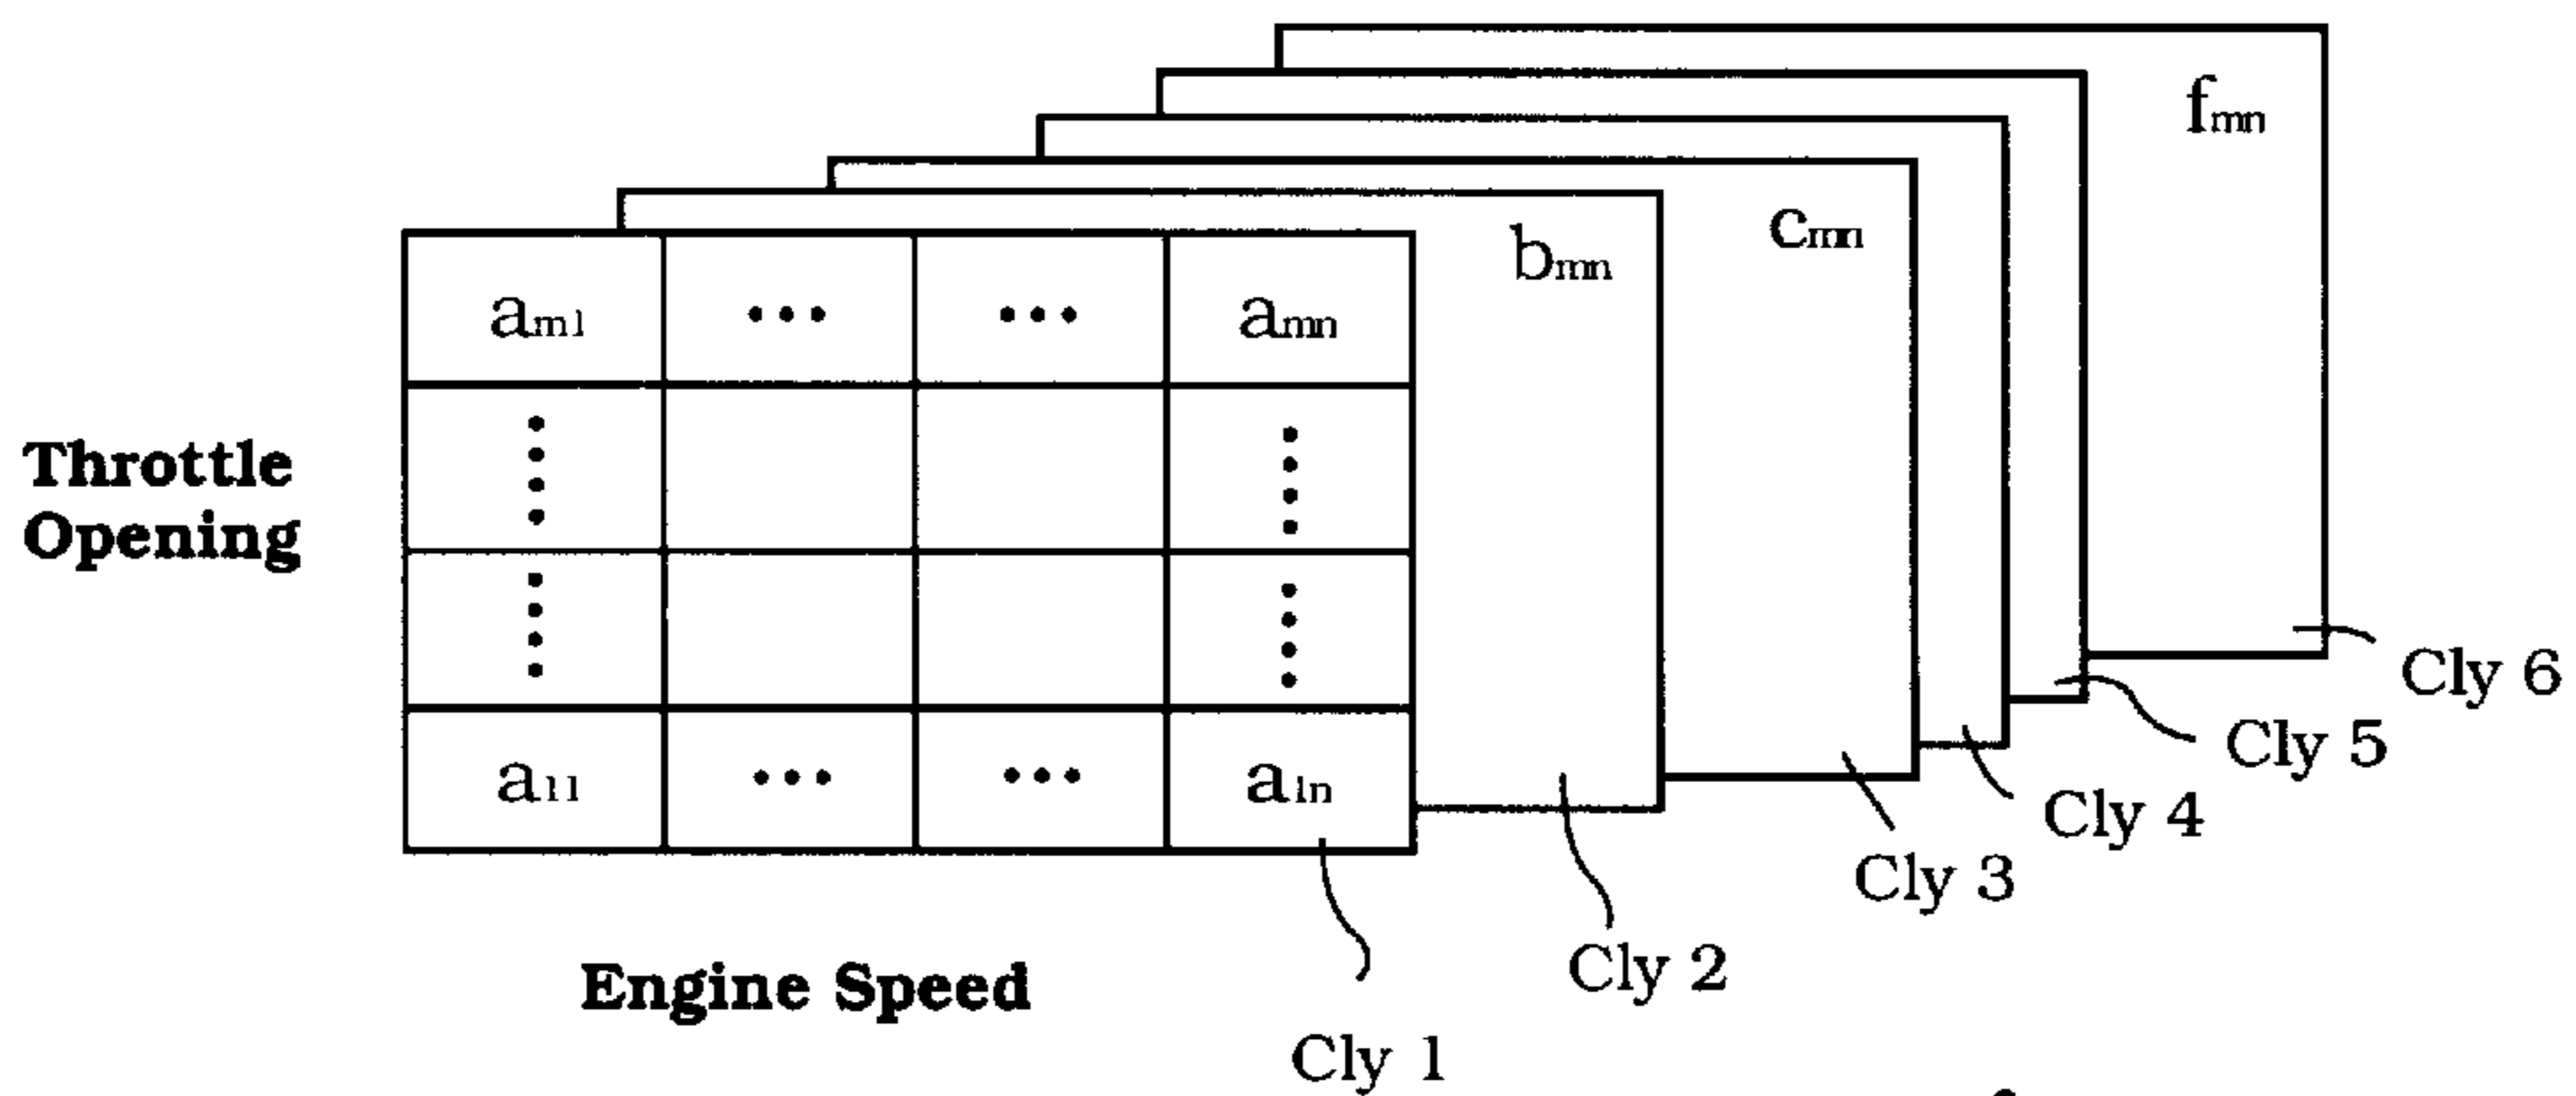 fmn
cmn
bmn
am1 ... ... amn
Throttle
Opening
a11 ... ... a1n
Cly 6
Cly 5
Cly 4
Cly 3
Cly 2
Engine Speed
Cly 1